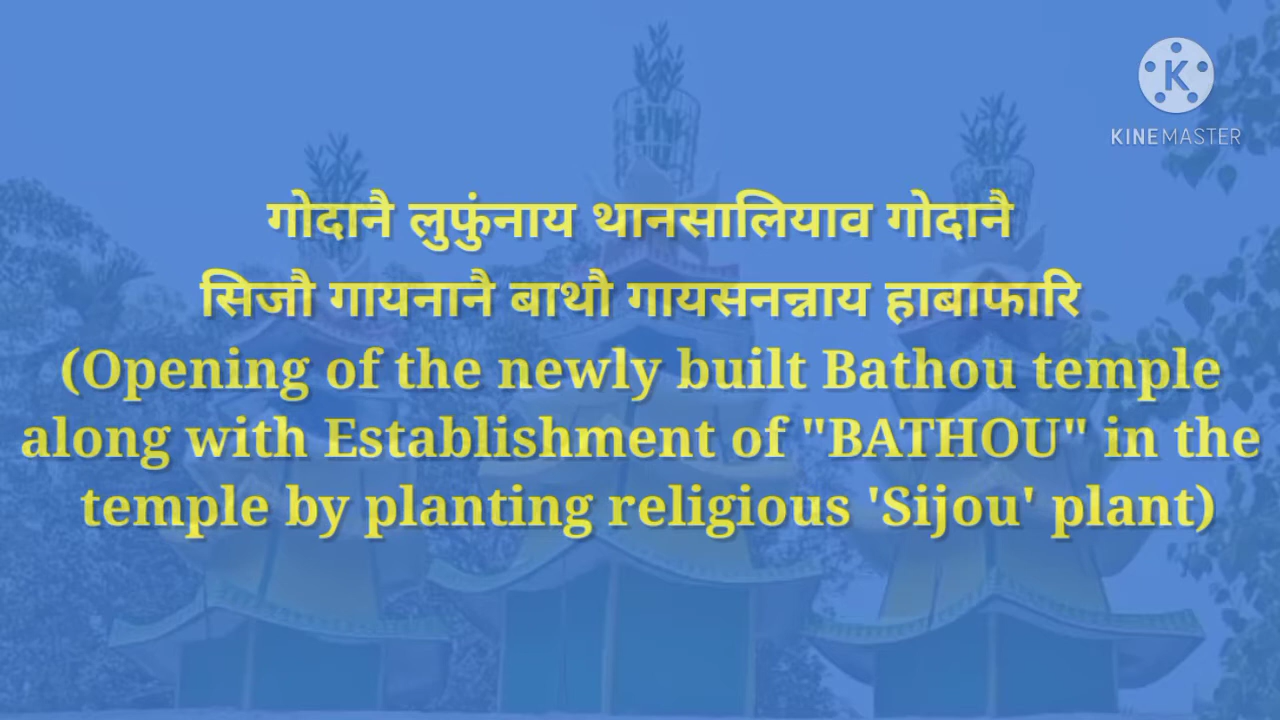 K
KINEMASTER
गोदानै लुफुंनाय थानसालियाव गोदानै
सिजौ गायनानै बाथौ गायसनन्नाय हाबाफारि
(Opening of the newly built Bathou temple
along with Establishment of "BATHOU" in the
temple by planting religious 'Sijou' plant)